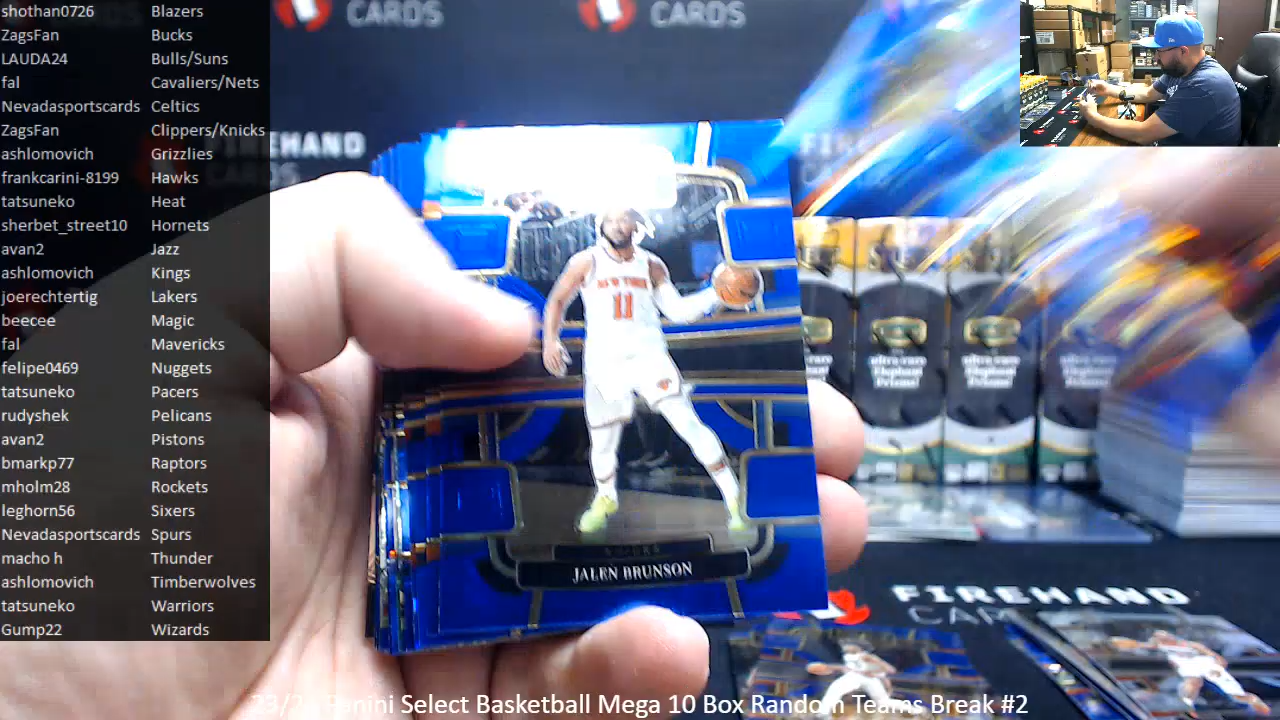 shothan0726 Blazers
ZagsFan Bucks
LAUDA24 Bulls/Suns
fal Cavaliers/Nets
Nevadasportscards Celtics
ZagsFan Clippers/Knicks
ashlomovich Grizzlies
frankcarini-8199 Hawks
tatsuneko Heat
sherbet_street10 Hornets
avan2 Jazz
ashlomovich Kings
joerechtertig Lakers
beecee Magic
fal Mavericks
felipe0469 Nuggets
tatsuneko Pacers
rudyshek Pelicans
avan2 Pistons
bmarkp77 Raptors
mholm28 Rockets
leghorn56 Sixers
Nevadasportscards Spurs
macho h Thunder
ashlomovich Timberwolves
tatsuneko Warriors
Gump22 Wizards
CARDS
CARDS
FIREHAND
CARDS
NEW YORK
11
JALEN BRUNSON
ultra rare
Elephant
Prizms!
ultra rare
Elephant
Prizms!
FIREHAND
Panini Select Basketball Mega 10 Box Random Teams Break #2